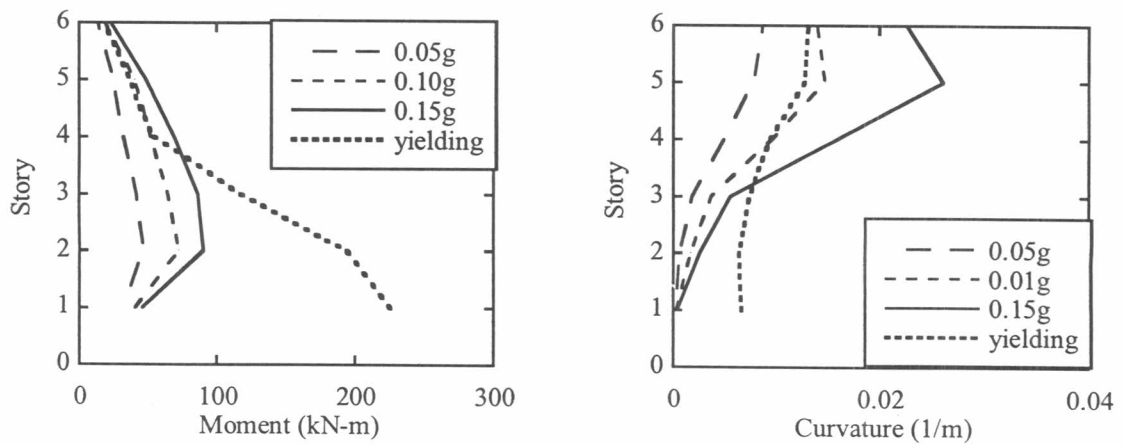 6
5
4
3
2
1
0
Story
0.05g
0.10g
0.15g
yielding
0 100 200 300
Moment (kN-m)
6
5
4
3
2
1
0
Story
0.05g
0.01g
0.15g
yielding
0 0.02 0.04
Curvature (1/m)